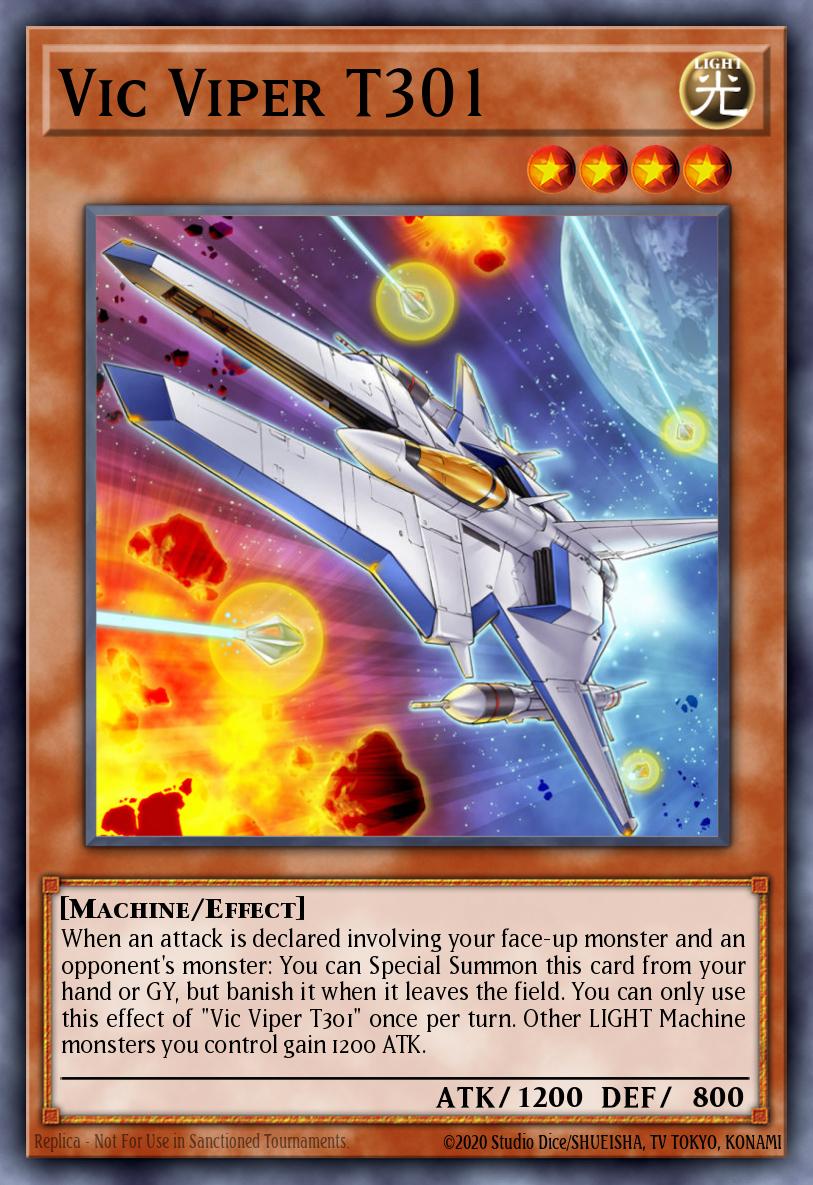 Vic Viper T301
LIGHT
光
[Machine/Effect]
When an attack is declared involving your face-up monster and an
opponent's monster: You can Special Summon this card from your
hand or GY, but banish it when it leaves the field. You can only use
this effect of "Vic Viper T301" once per turn. Other LIGHT Machine
monsters you control gain 1200 ATK.
ATK/1200 DEF/ 800
Replica - Not For Use in Sanctioned Tournaments. ©2020 Studio Dice/SHUEISHA, TV TOKYO, KONAMI